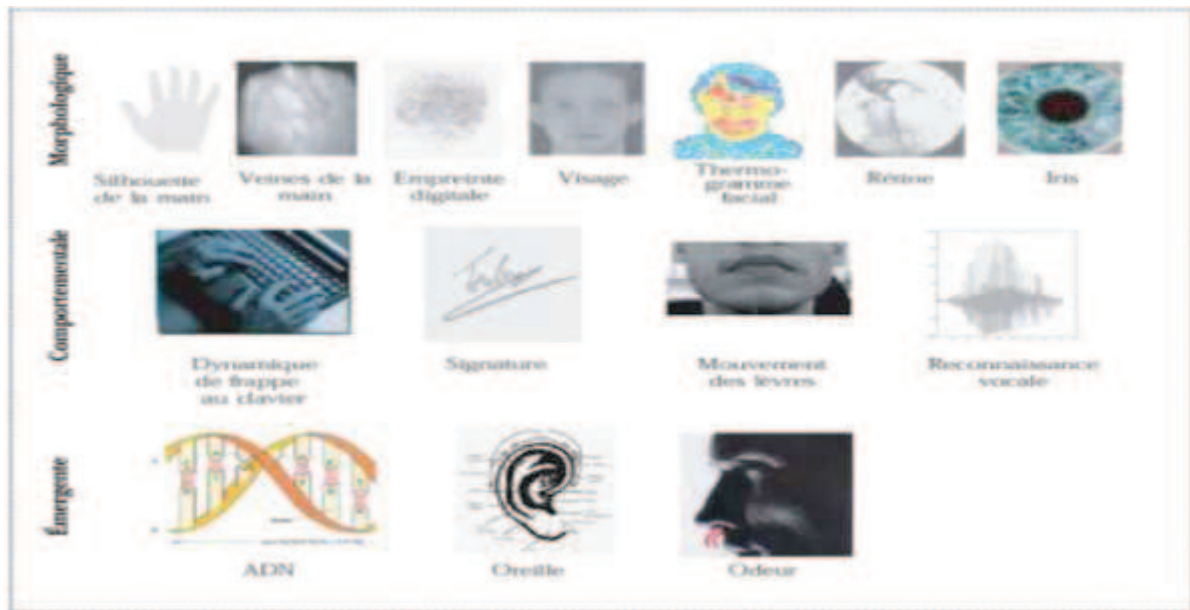 Morphologique
Silhouette
de la main
Veines de la
main
Empreinte
digitale
Visage
Thermo-
gramme
facial
Rétine
Iris
Comportementale
Dynamique
de frappe
au clavier
Signature
Mouvement
des lèvres
Reconnaissance
vocale
Émergente
ADN
Oreille
Odeur